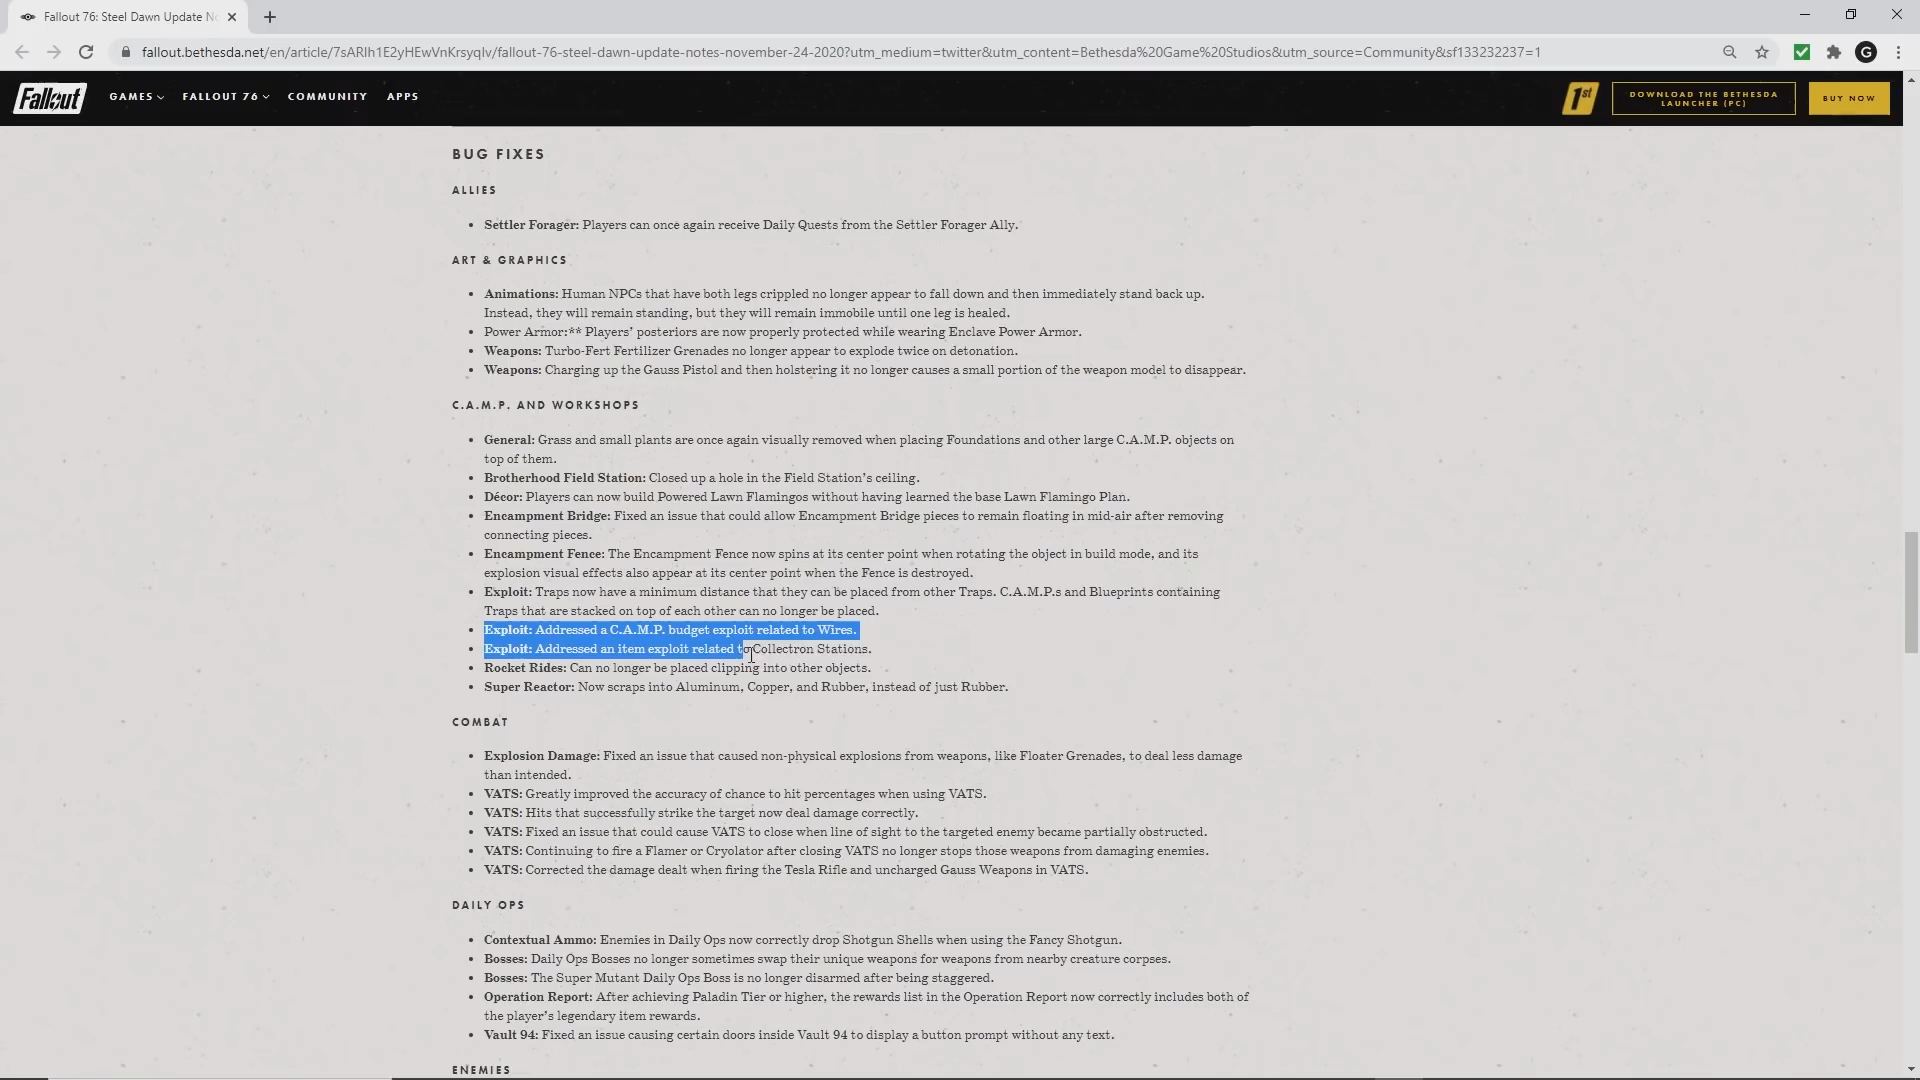 Fallout 76: Steel Dawn Update No
fallout.bethesda.net/en/article/7sARlh1E2yHEwVnKrsyqlv/fallout-76-steel-dawn-update-notes-november-24-2020?utm_medium=twitter&utm_content=Bethesda%20Game%20Studios&utm_source=Community&sf133232237=1
G
Fallout
GAMES
FALLOUT 76
COMMUNITY
APPS
1st
DOWNLOAD THE BETHESDA
LAUNCHER (PC)
BUY NOW
BUG FIXES
ALLIES
• Settler Forager: Players can once again receive Daily Quests from the Settler Forager Ally.
ART & GRAPHICS
• Animations: Human NPCs that have both legs crippled no longer appear to fall down and then immediately stand back up.
Instead, they will remain standing, but they will remain immobile until one leg is healed.
• Power Armor:** Players’ posteriors are now properly protected while wearing Enclave Power Armor.
• Weapons: Turbo-Fert Fertilizer Grenades no longer appear to explode twice on detonation.
• Weapons: Charging up the Gauss Pistol and then holstering it no longer causes a small portion of the weapon model to disappear.
C.A.M.P. AND WORKSHOPS
• General: Grass and small plants are once again visually removed when placing Foundations and other large C.A.M.P. objects on
top of them.
• Brotherhood Field Station: Closed up a hole in the Field Station’s ceiling.
• Décor: Players can now build Powered Lawn Flamingos without having learned the base Lawn Flamingo Plan.
• Encampment Bridge: Fixed an issue that could allow Encampment Bridge pieces to remain floating in mid-air after removing
connecting pieces.
• Encampment Fence: The Encampment Fence now spins at its center point when rotating the object in build mode, and its
explosion visual effects also appear at its center point when the Fence is destroyed.
• Exploit: Traps now have a minimum distance that they can be placed from other Traps. C.A.M.P.s and Blueprints containing
Traps that are stacked on top of each other can no longer be placed.
• Exploit: Addressed a C.A.M.P. budget exploit related to Wires.
• Exploit: Addressed an item exploit related to Collectron Stations.
• Rocket Rides: Can no longer be placed clipping into other objects.
• Super Reactor: Now scraps into Aluminum, Copper, and Rubber, instead of just Rubber.
COMBAT
• Explosion Damage: Fixed an issue that caused non-physical explosions from weapons, like Floater Grenades, to deal less damage
than intended.
• VATS: Greatly improved the accuracy of chance to hit percentages when using VATS.
• VATS: Hits that successfully strike the target now deal damage correctly.
• VATS: Fixed an issue that could cause VATS to close when line of sight to the targeted enemy became partially obstructed.
• VATS: Continuing to fire a Flamer or Cryolator after closing VATS no longer stops those weapons from damaging enemies.
• VATS: Corrected the damage dealt when firing the Tesla Rifle and uncharged Gauss Weapons in VATS.
DAILY OPS
• Contextual Ammo: Enemies in Daily Ops now correctly drop Shotgun Shells when using the Fancy Shotgun.
• Bosses: Daily Ops Bosses no longer sometimes swap their unique weapons for weapons from nearby creature corpses.
• Bosses: The Super Mutant Daily Ops Boss is no longer disarmed after being staggered.
• Operation Report: After achieving Paladin Tier or higher, the rewards list in the Operation Report now correctly includes both of
the player’s legendary item rewards.
• Vault 94: Fixed an issue causing certain doors inside Vault 94 to display a button prompt without any text.
ENEMIES